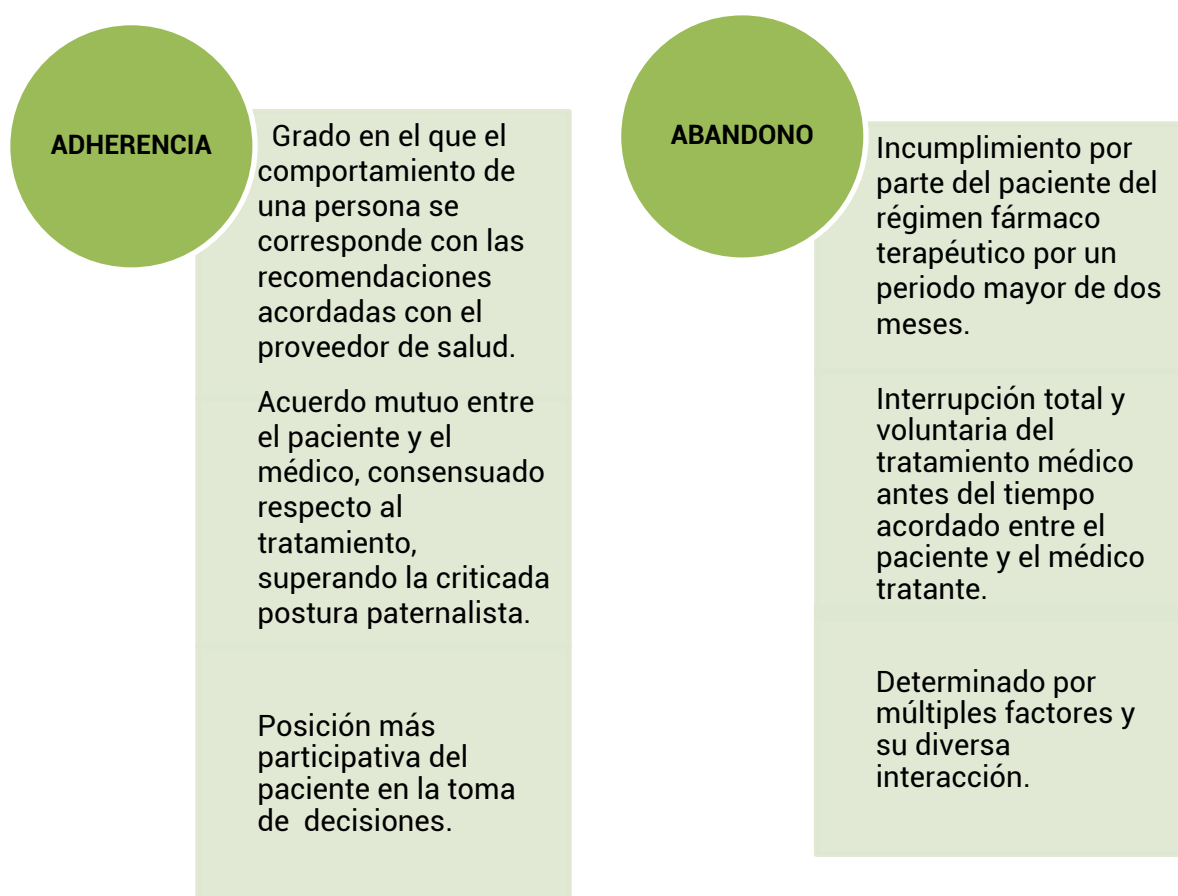 ADHERENCIA
Grado en el que el
comportamiento de
una persona se
corresponde con las
recomendaciones
acordadas con el
proveedor de salud.
Acuerdo mutuo entre
el paciente y el
médico, consensuado
respecto al
tratamiento,
superando la criticada
postura paternalista.
Posición más
participativa del
paciente en la toma
de decisiones.
ABANDONO
Incumplimiento por
parte del paciente del
régimen fármaco
terapéutico por un
periodo mayor de dos
meses.
Interrupción total y
voluntaria del
tratamiento médico
antes del tiempo
acordado entre el
paciente y el médico
tratante.
Determinado por
múltiples factores y
su diversa
interacción.